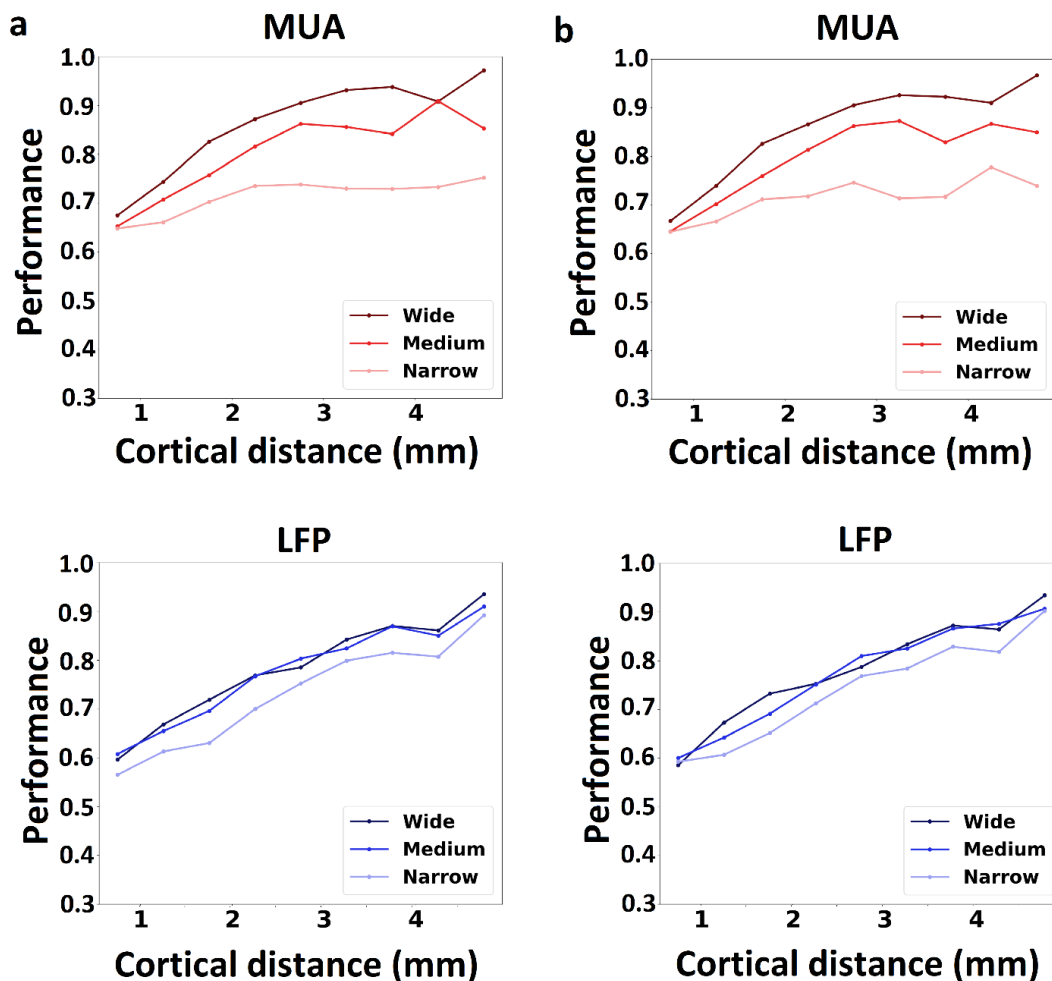 a
MUA
Performance
1.0
0.9
0.8
0.7
0.6
0.5
0.4
0.3
Wide
Medium
Narrow
1 2 3 4
Cortical distance (mm)
b
MUA
Performance
1.0
0.9
0.8
0.7
0.6
0.5
0.4
0.3
Wide
Medium
Narrow
1 2 3 4
Cortical distance (mm)
LFP
Performance
1.0
0.9
0.8
0.7
0.6
0.5
0.4
0.3
Wide
Medium
Narrow
1 2 3 4
Cortical distance (mm)
LFP
Performance
1.0
0.9
0.8
0.7
0.6
0.5
0.4
0.3
Wide
Medium
Narrow
1 2 3 4
Cortical distance (mm)